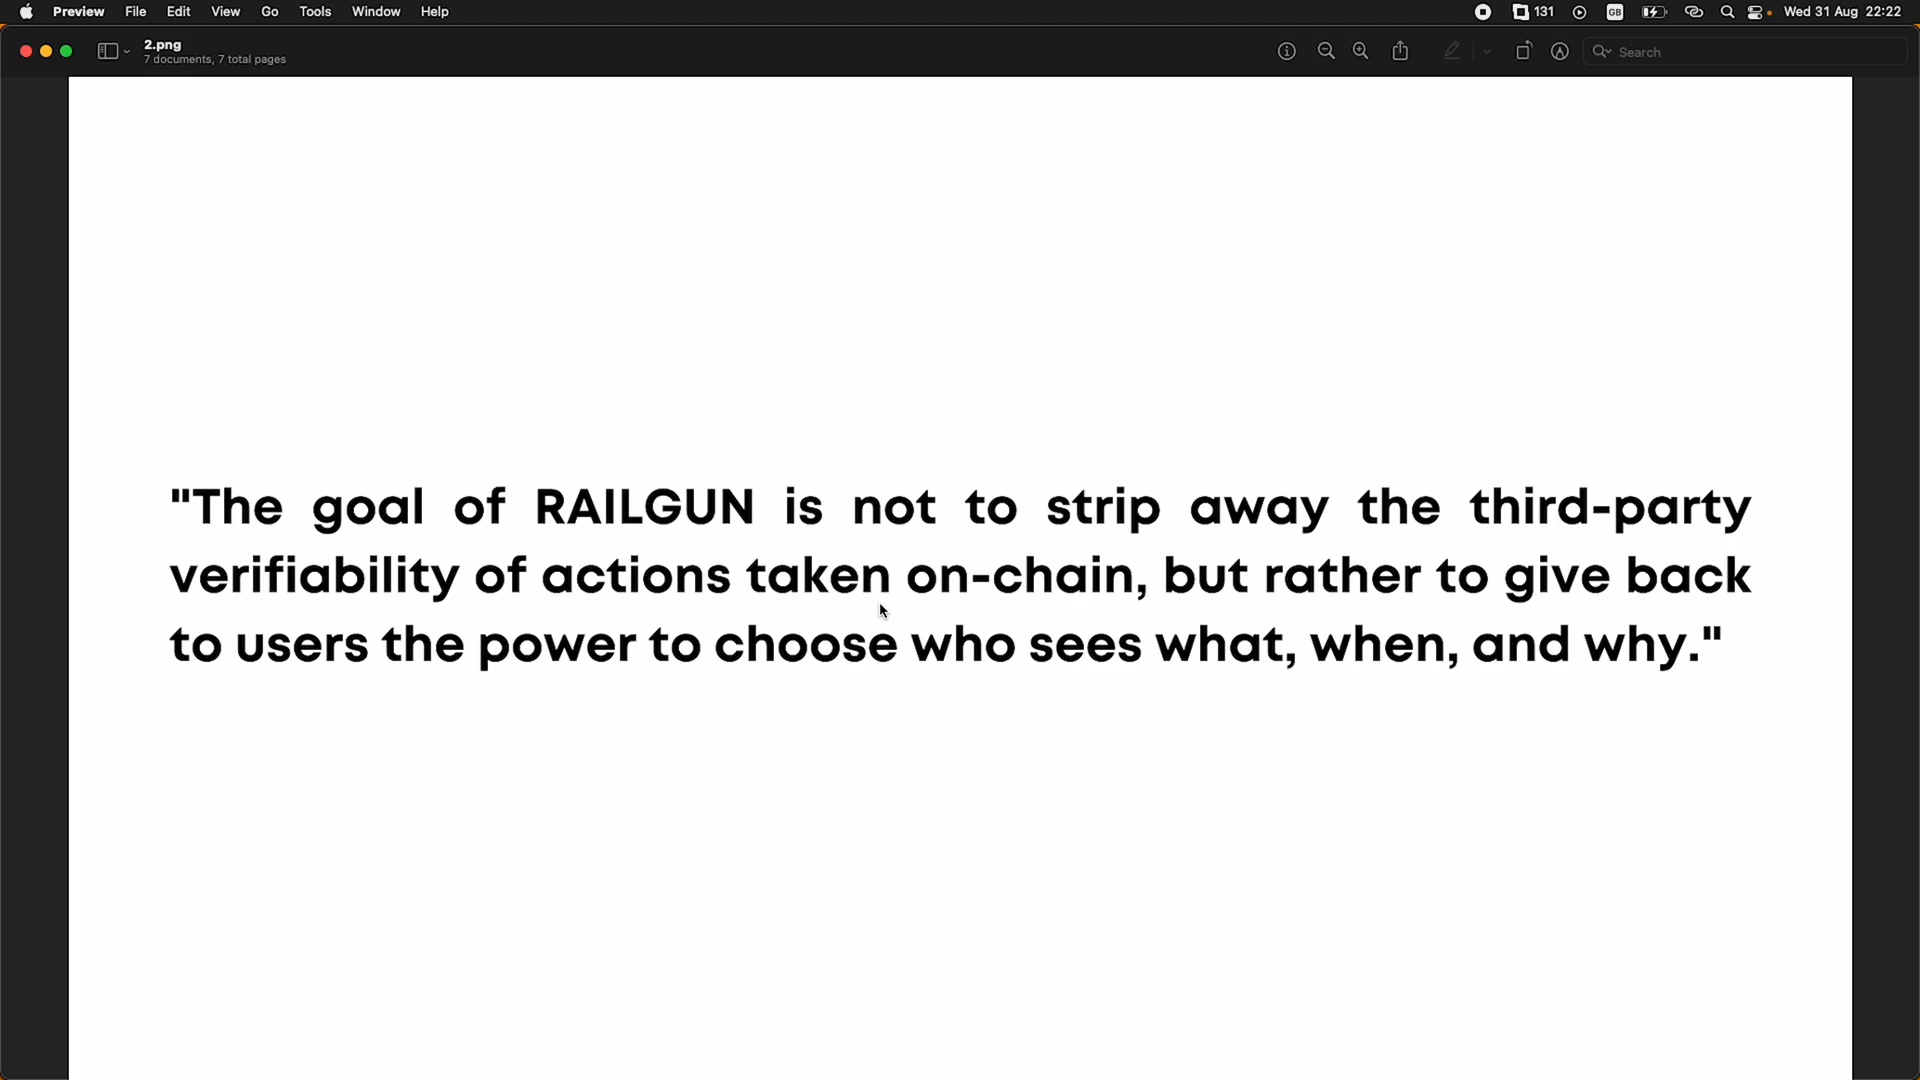 Preview File Edit View Go Tools Window Help 131 GB Wed 31 Aug 22:22
2.png
7 documents, 7 total pages
Search
"The goal of RAILGUN is not to strip away the third-party
verifiability of actions taken on-chain, but rather to give back
to users the power to choose who sees what, when, and why."